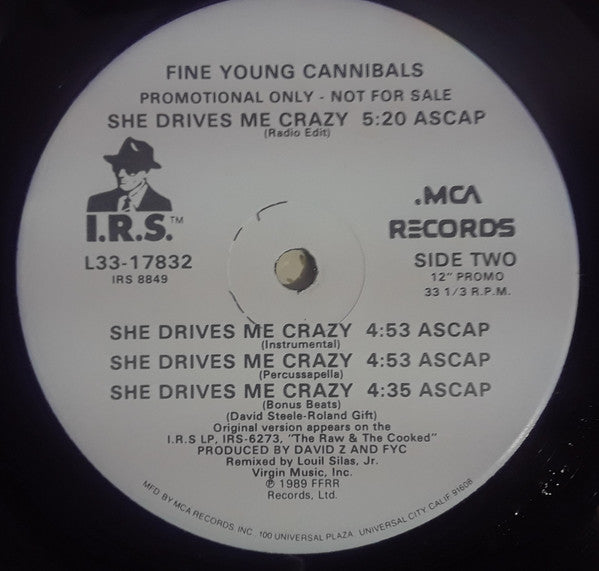 FINE YOUNG CANNIBALS
PROMOTIONAL ONLY - NOT FOR SALE
SHE DRIVES ME CRAZY 5:20 ASCAP
(Radio Edit)
I.R.S.™
L33-17832
IRS 8849
.MCA
RECORDS
SIDE TWO
12" PROMO
33 1/3 R.P.M.
SHE DRIVES ME CRAZY 4:53 ASCAP
(Instrumental)
SHE DRIVES ME CRAZY 4:53 ASCAP
(Percussapella)
SHE DRIVES ME CRAZY 4:35 ASCAP
(Bonus Beats)
(David Steele-Roland Gift)
Original version appears on the
I.R.S LP, IRS-6273, "The Raw & The Cooked"
PRODUCED BY DAVID Z AND FYC
Remixed by Louil Silas, Jr.
Virgin Music, Inc.
℗ 1989 FFRR
Records, Ltd.
MFD BY MCA RECORDS, INC. 100 UNIVERSAL PLAZA, UNIVERSAL CITY CALIF 91608